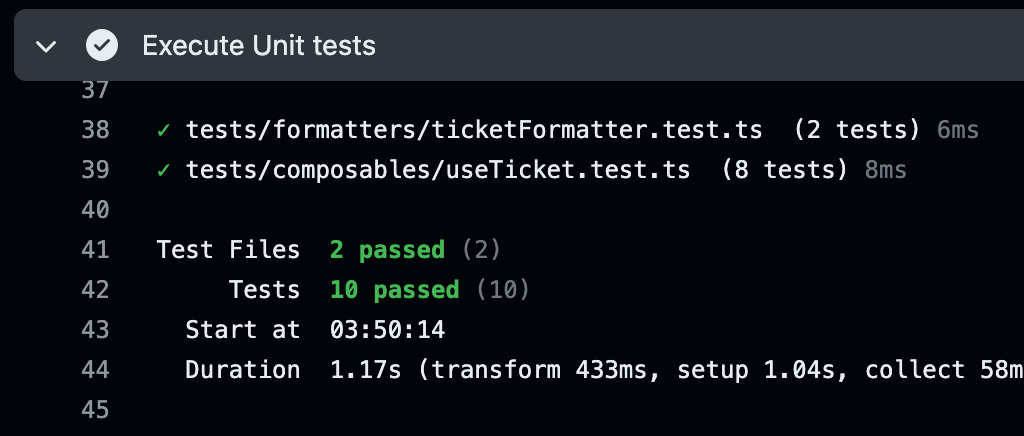 Execute Unit tests
37
38 ✓ tests/formatters/ticketFormatter.test.ts (2 tests) 6ms
39 ✓ tests/composables/useTicket.test.ts (8 tests) 8ms
40
41 Test Files 2 passed (2)
42 Tests 10 passed (10)
43 Start at 03:50:14
44 Duration 1.17s (transform 433ms, setup 1.04s, collect 58m
45